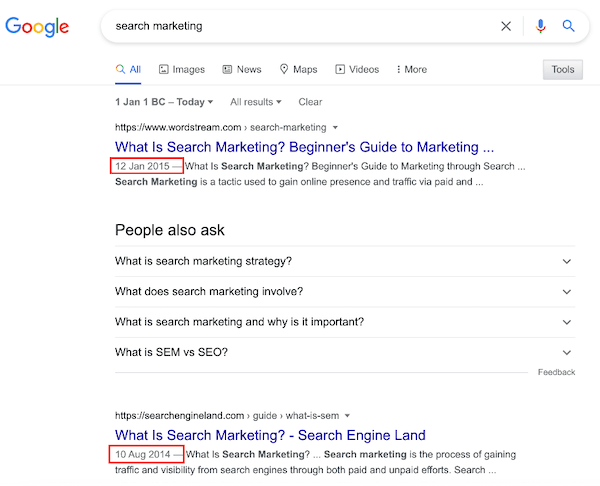 Google
search marketing
All Images News Maps Videos More Tools
1 Jan 1 BC – Today All results Clear
https://www.wordstream.com › search-marketing
What Is Search Marketing? Beginner's Guide to Marketing ...
12 Jan 2015 — What Is Search Marketing? Beginner's Guide to Marketing through Search ...
Search Marketing is a tactic used to gain online presence and traffic via paid and ...
People also ask
What is search marketing strategy?
What does search marketing involve?
What is search marketing and why is it important?
What is SEM vs SEO?
Feedback
https://searchengineland.com › guide › what-is-sem
What Is Search Marketing? - Search Engine Land
10 Aug 2014 — What Is Search Marketing? ... Search marketing is the process of gaining
traffic and visibility from search engines through both paid and unpaid efforts. Search ...